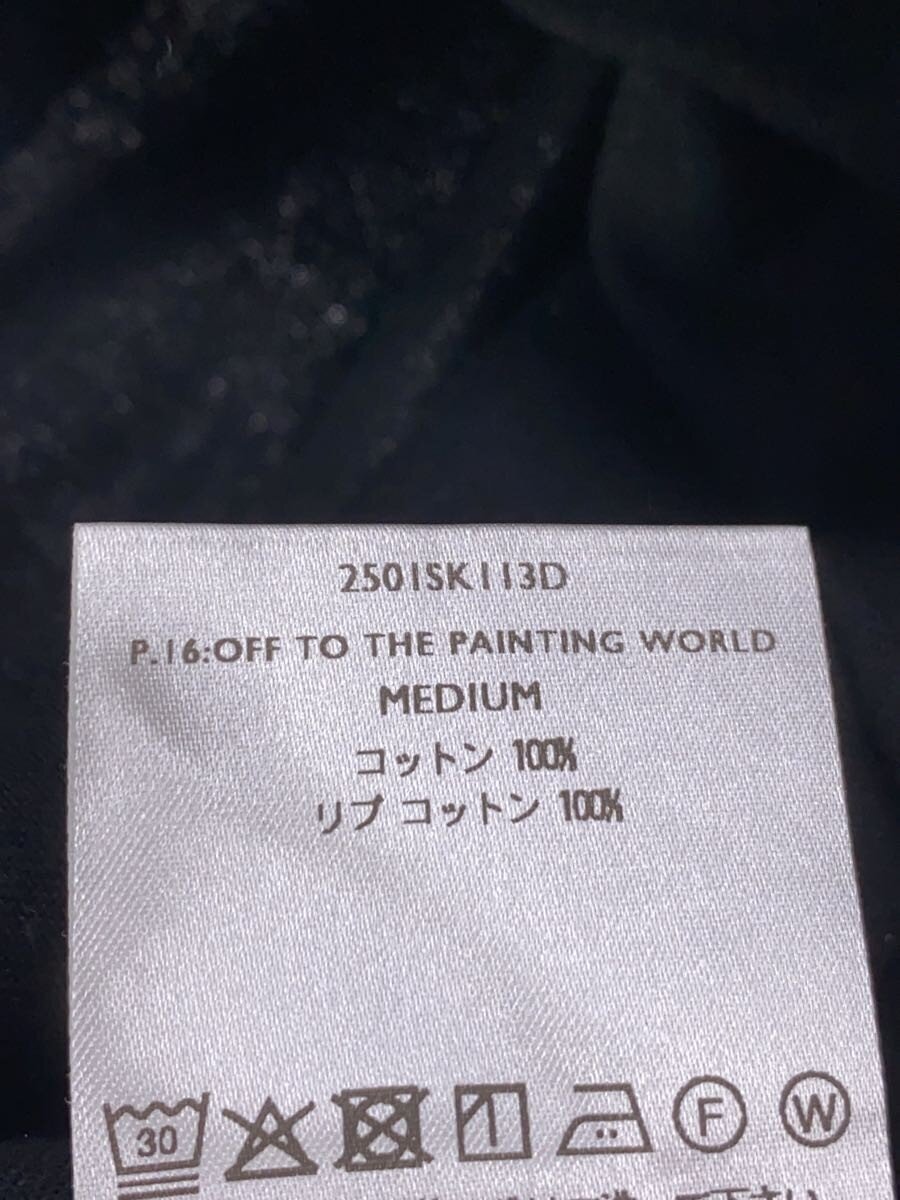 2501SK113D
P.16:OFF TO THE PAINTING WORLD
MEDIUM
コットン 100%
リブ コットン 100%
30 F W